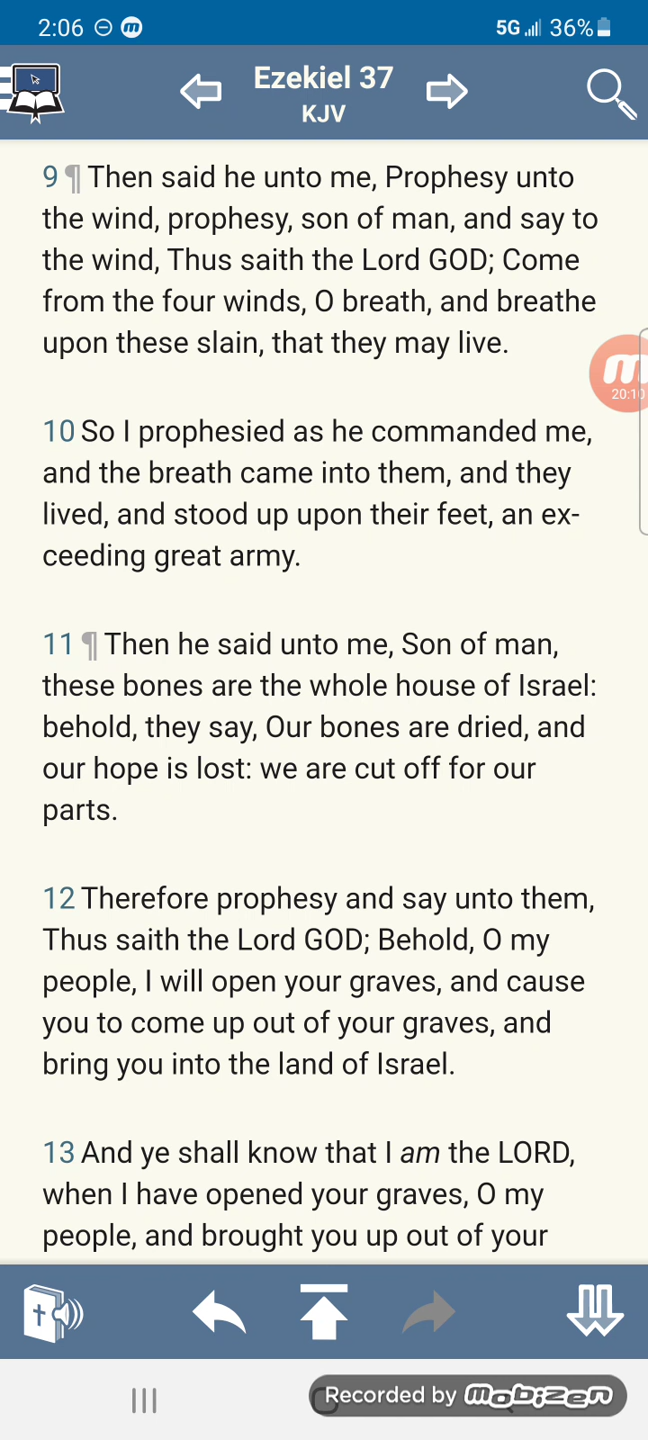 2:06
5G 36%
Ezekiel 37
KJV
9 ¶ Then said he unto me, Prophesy unto
the wind, prophesy, son of man, and say to
the wind, Thus saith the Lord GOD; Come
from the four winds, O breath, and breathe
upon these slain, that they may live.
20:10
10 So I prophesied as he commanded me,
and the breath came into them, and they
lived, and stood up upon their feet, an ex-
ceeding great army.
11 ¶ Then he said unto me, Son of man,
these bones are the whole house of Israel:
behold, they say, Our bones are dried, and
our hope is lost: we are cut off for our
parts.
12 Therefore prophesy and say unto them,
Thus saith the Lord GOD; Behold, O my
people, I will open your graves, and cause
you to come up out of your graves, and
bring you into the land of Israel.
13 And ye shall know that I am the LORD,
when I have opened your graves, O my
people, and brought you up out of your
Recorded by mobizen